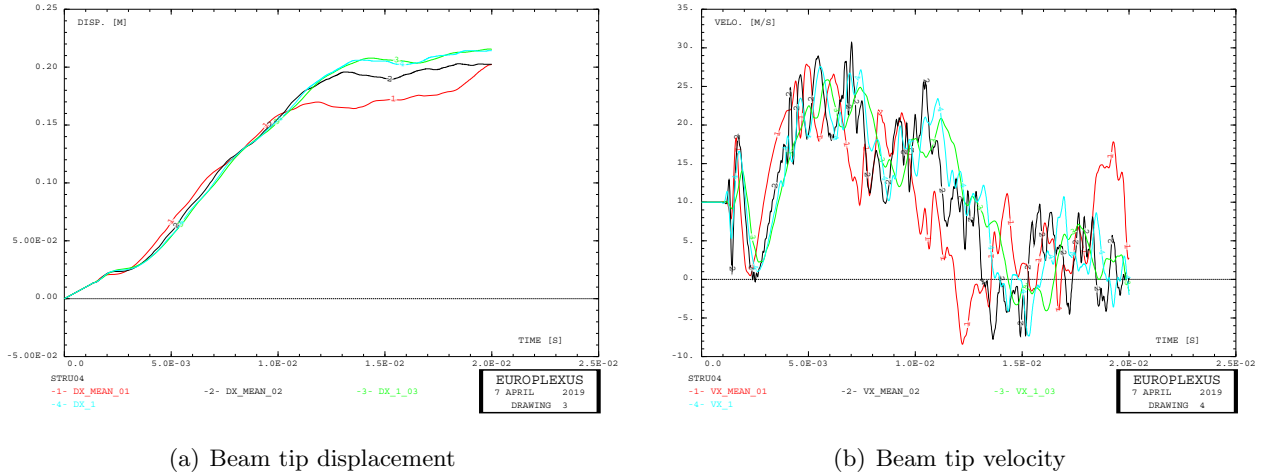 DISP. [M]
0.25
0.20
0.15
0.10
5.00E-02
0.00
-5.00E-02
0.0
5.0E-03
1.0E-02
1.5E-02
2.0E-02
2.5E-02
TIME [S]
STRU04
-1- DX_MEAN_01
-2- DX_MEAN_02
-3- DX_1_03
-4- DX_1
EUROPLEXUS
7 APRIL 2019
DRAWING 3
(a) Beam tip displacement
VELO. [M/S]
35.
30.
25.
20.
15.
10.
5.
0.
-5.
-10.
0.0
5.0E-03
1.0E-02
1.5E-02
2.0E-02
2.5E-02
TIME [S]
STRU04
-1- VX_MEAN_01
-2- VX_MEAN_02
-3- VX_1_03
-4- VX_1
EUROPLEXUS
7 APRIL 2019
DRAWING 4
(b) Beam tip velocity